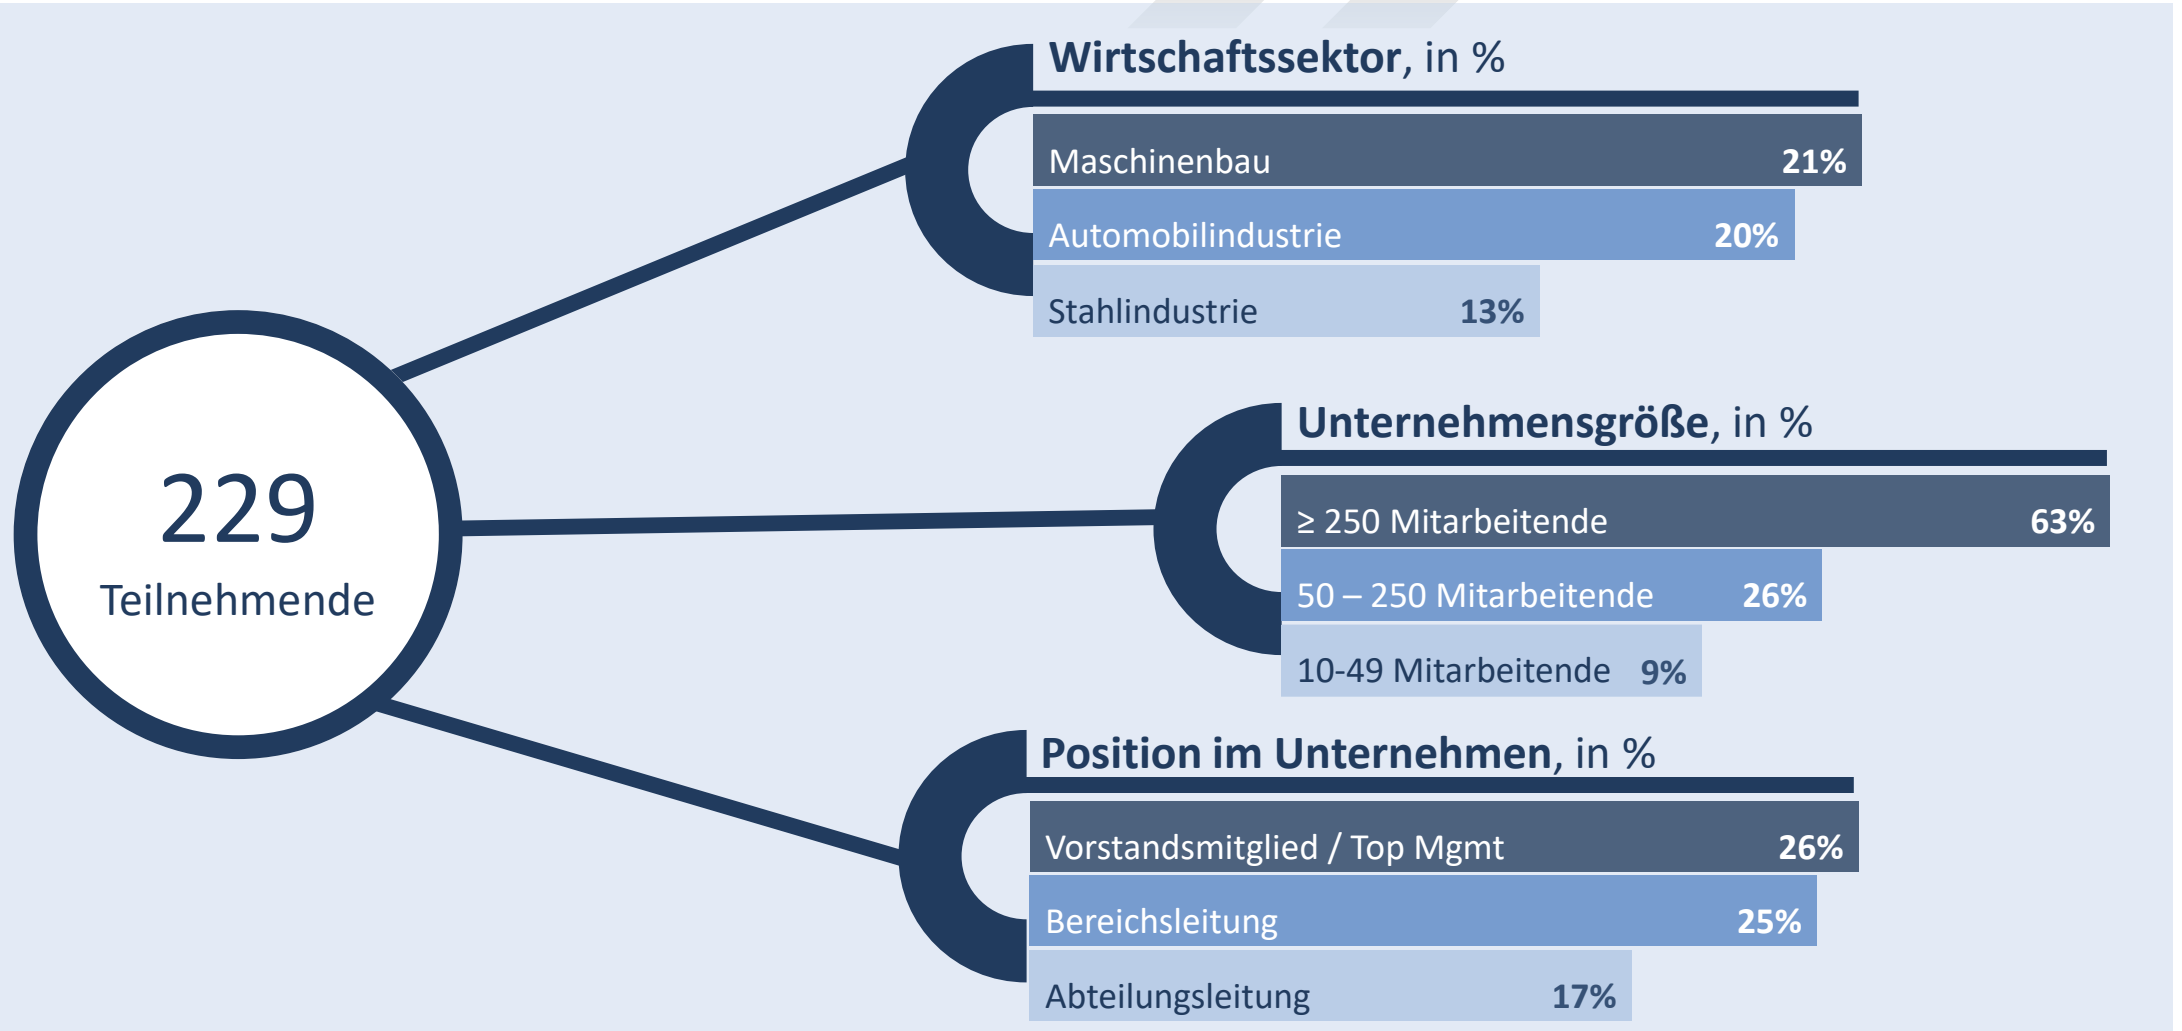 Wirtschaftssektor, in %
Maschinenbau 21%
Automobilindustrie 20%
Stahlindustrie 13%
229
Teilnehmende
Unternehmensgröße, in %
≥ 250 Mitarbeitende 63%
50 – 250 Mitarbeitende 26%
10-49 Mitarbeitende 9%
Position im Unternehmen, in %
Vorstandsmitglied / Top Mgmt 26%
Bereichsleitung 25%
Abteilungsleitung 17%